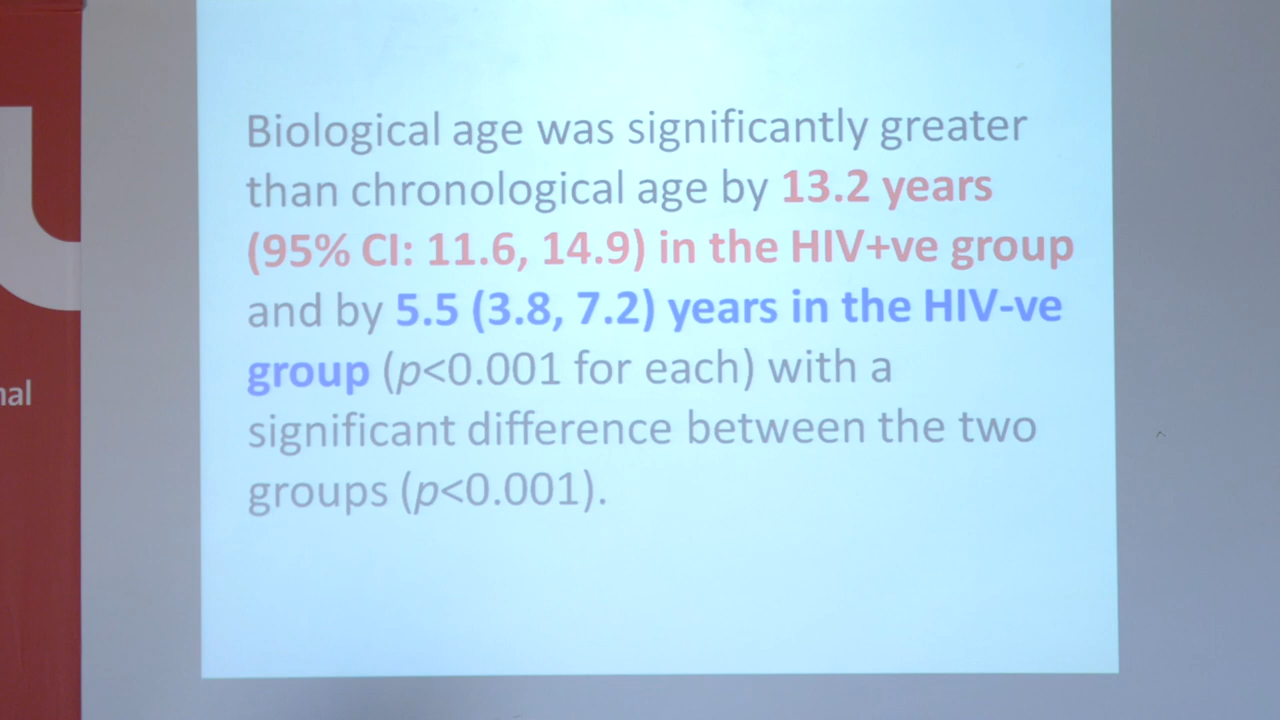 Biological age was significantly greater
than chronological age by 13.2 years
(95% CI: 11.6, 14.9) in the HIV+ve group
and by 5.5 (3.8, 7.2) years in the HIV-ve
group (p<0.001 for each) with a
significant difference between the two
groups (p<0.001).
nal